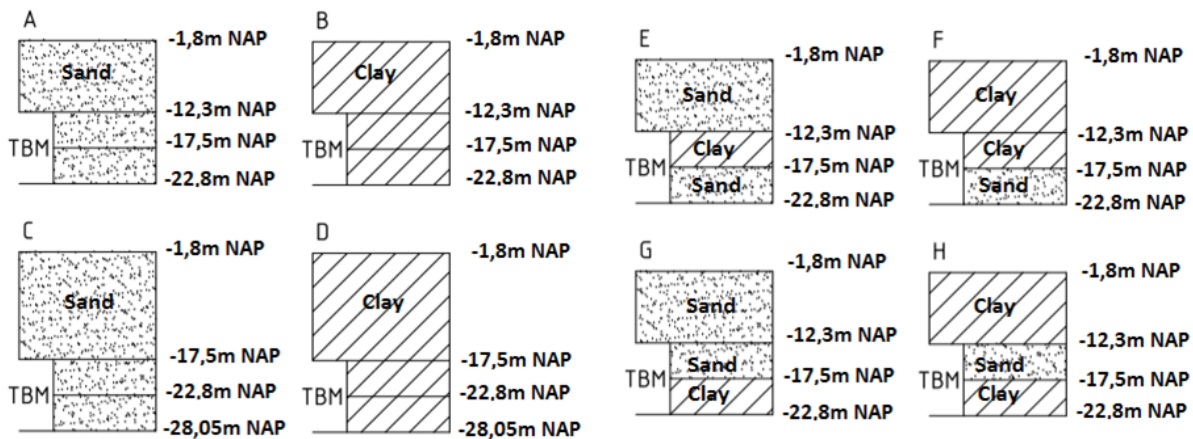 A
-1,8m NAP
Sand
-12,3m NAP
TBM
-17,5m NAP
-22,8m NAP
B
-1,8m NAP
Clay
-12,3m NAP
TBM
-17,5m NAP
-22,8m NAP
E
-1,8m NAP
Sand
-12,3m NAP
Clay
TBM
-17,5m NAP
Sand
-22,8m NAP
F
-1,8m NAP
Clay
-12,3m NAP
Clay
TBM
-17,5m NAP
Sand
-22,8m NAP
C
-1,8m NAP
Sand
-17,5m NAP
TBM
-22,8m NAP
-28,05m NAP
D
-1,8m NAP
Clay
-17,5m NAP
TBM
-22,8m NAP
-28,05m NAP
G
-1,8m NAP
Sand
-12,3m NAP
Sand
TBM
-17,5m NAP
Clay
-22,8m NAP
H
-1,8m NAP
Clay
-12,3m NAP
Sand
TBM
-17,5m NAP
Clay
-22,8m NAP